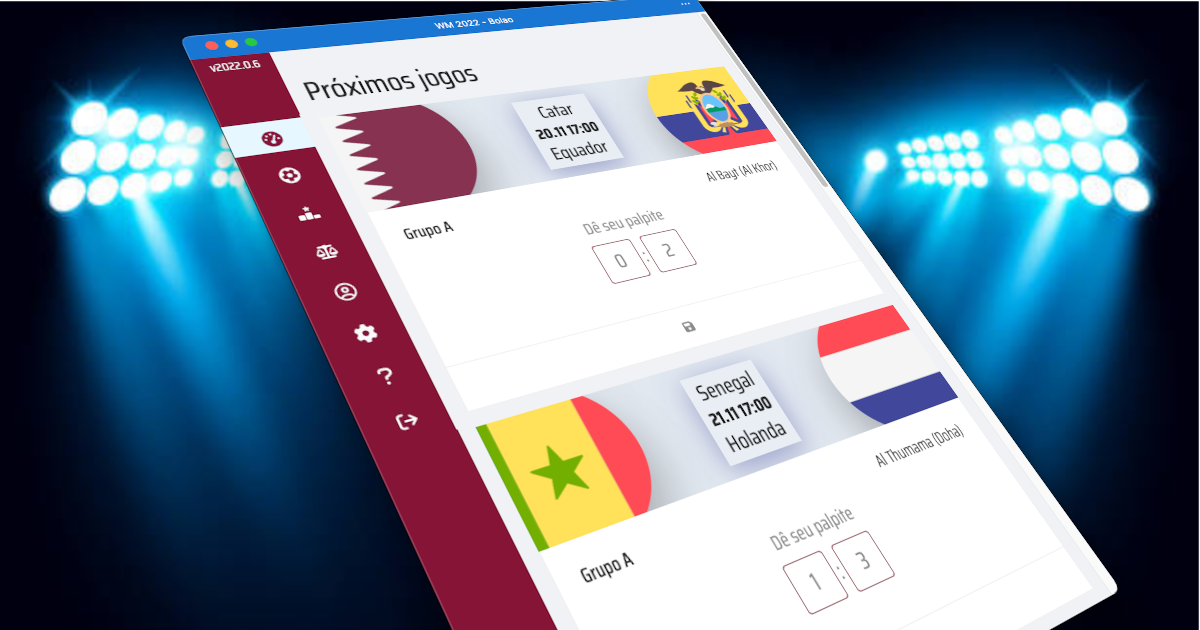 WM 2022 - Bolao
v2022.0.6
Próximos jogos
Catar
20.11 17:00
Equador
Al Bayt (Al Khor)
Grupo A
Dê seu palpite
0 : 2
Senegal
21.11 17:00
Holanda
Al Thumama (Doha)
Grupo A
Dê seu palpite
1 : 3